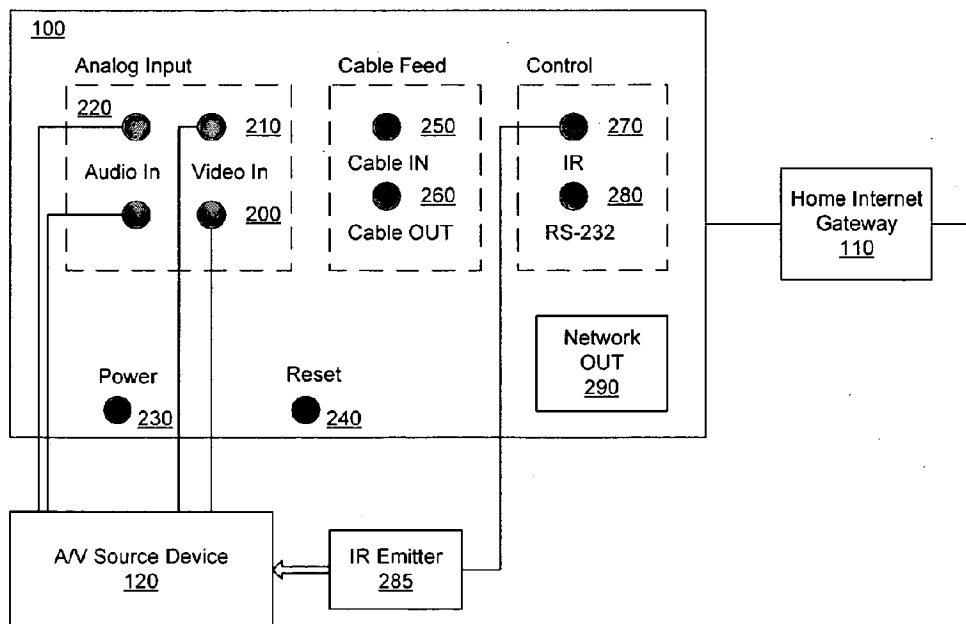 100
Analog Input
Cable Feed
Control
220
210
250
270
Audio In
Video In
Cable IN
IR
200
260
280
Cable OUT
RS-232
Home Internet
Gateway
110
Network
OUT
290
Power
Reset
230
240
A/V Source Device
120
IR Emitter
285